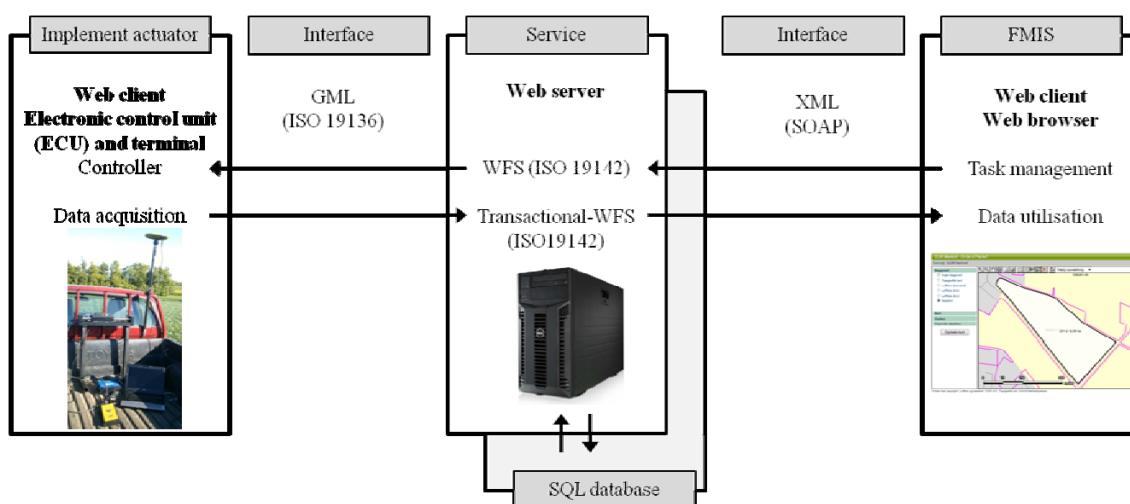 Implement actuator
Interface
Service
Interface
FMIS
Web client
Electronic control unit
(ECU) and terminal
Controller
Data acquisition
GML
(ISO 19136)
Web server
WFS (ISO 19142)
Transactional-WFS
(ISO19142)
XML
(SOAP)
Web client
Web browser
Task management
Data utilisation
SQL database